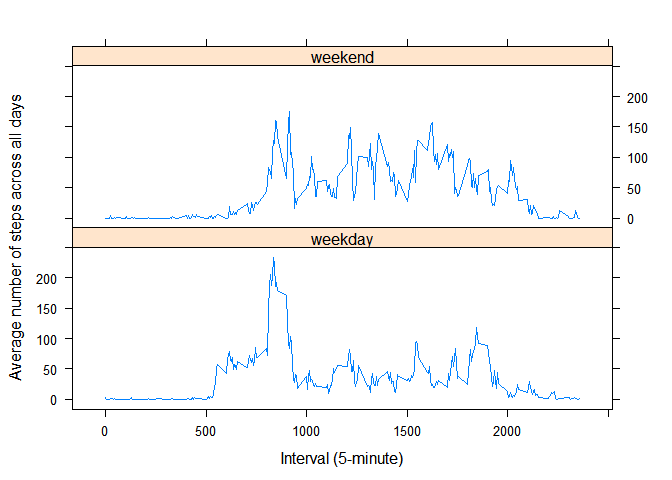 weekend
200
150
100
50
0
Average number of steps across all days
weekday
200
150
100
50
0
0 500 1000 1500 2000
Interval (5-minute)